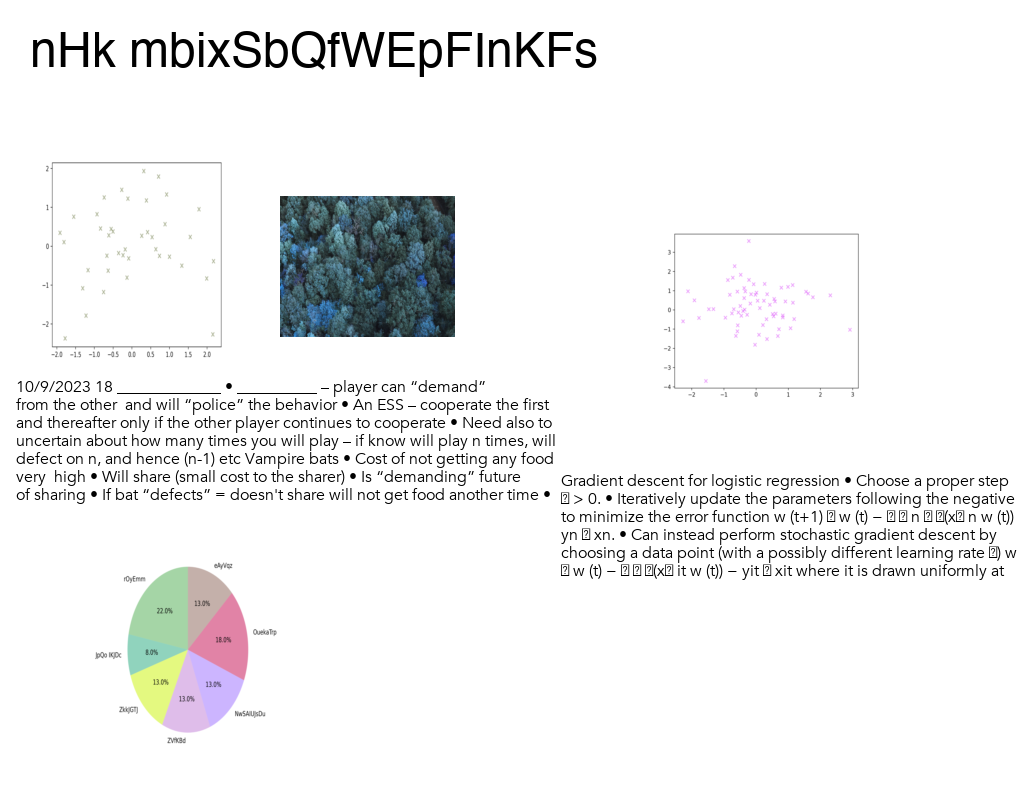 nHk mbixSbQfWEpFInKFs
2
1
0
−1
−2
−2.0 −1.5 −1.0 −0.5 0.0 0.5 1.0 1.5 2.0
3
2
1
0
−1
−2
−3
−4
−2 −1 0 1 2 3
10/9/2023 18 _____________ • __________ – player can “demand”
from the other and will “police” the behavior • An ESS – cooperate the first
and thereafter only if the other player continues to cooperate • Need also to
uncertain about how many times you will play – if know will play n times, will
defect on n, and hence (n-1) etc Vampire bats • Cost of not getting any food
very high • Will share (small cost to the sharer) • Is “demanding” future
of sharing • If bat “defects” = doesn't share will not get food another time •
Gradient descent for logistic regression • Choose a proper step
> 0. • Iteratively update the parameters following the negative
to minimize the error function w (t+1) w (t) − n (x n w (t))
yn xn. • Can instead perform stochastic gradient descent by
choosing a data point (with a possibly different learning rate ) w
w (t) − (x it w (t)) − yit xit where it is drawn uniformly at
eAyVqz
rOyEmm
13.0%
22.0%
OuekaTrp
18.0%
JpQo IKJDc
8.0%
13.0%
13.0%
13.0%
ZkkJGTJ
NwSAIUJsDu
ZVfKBd